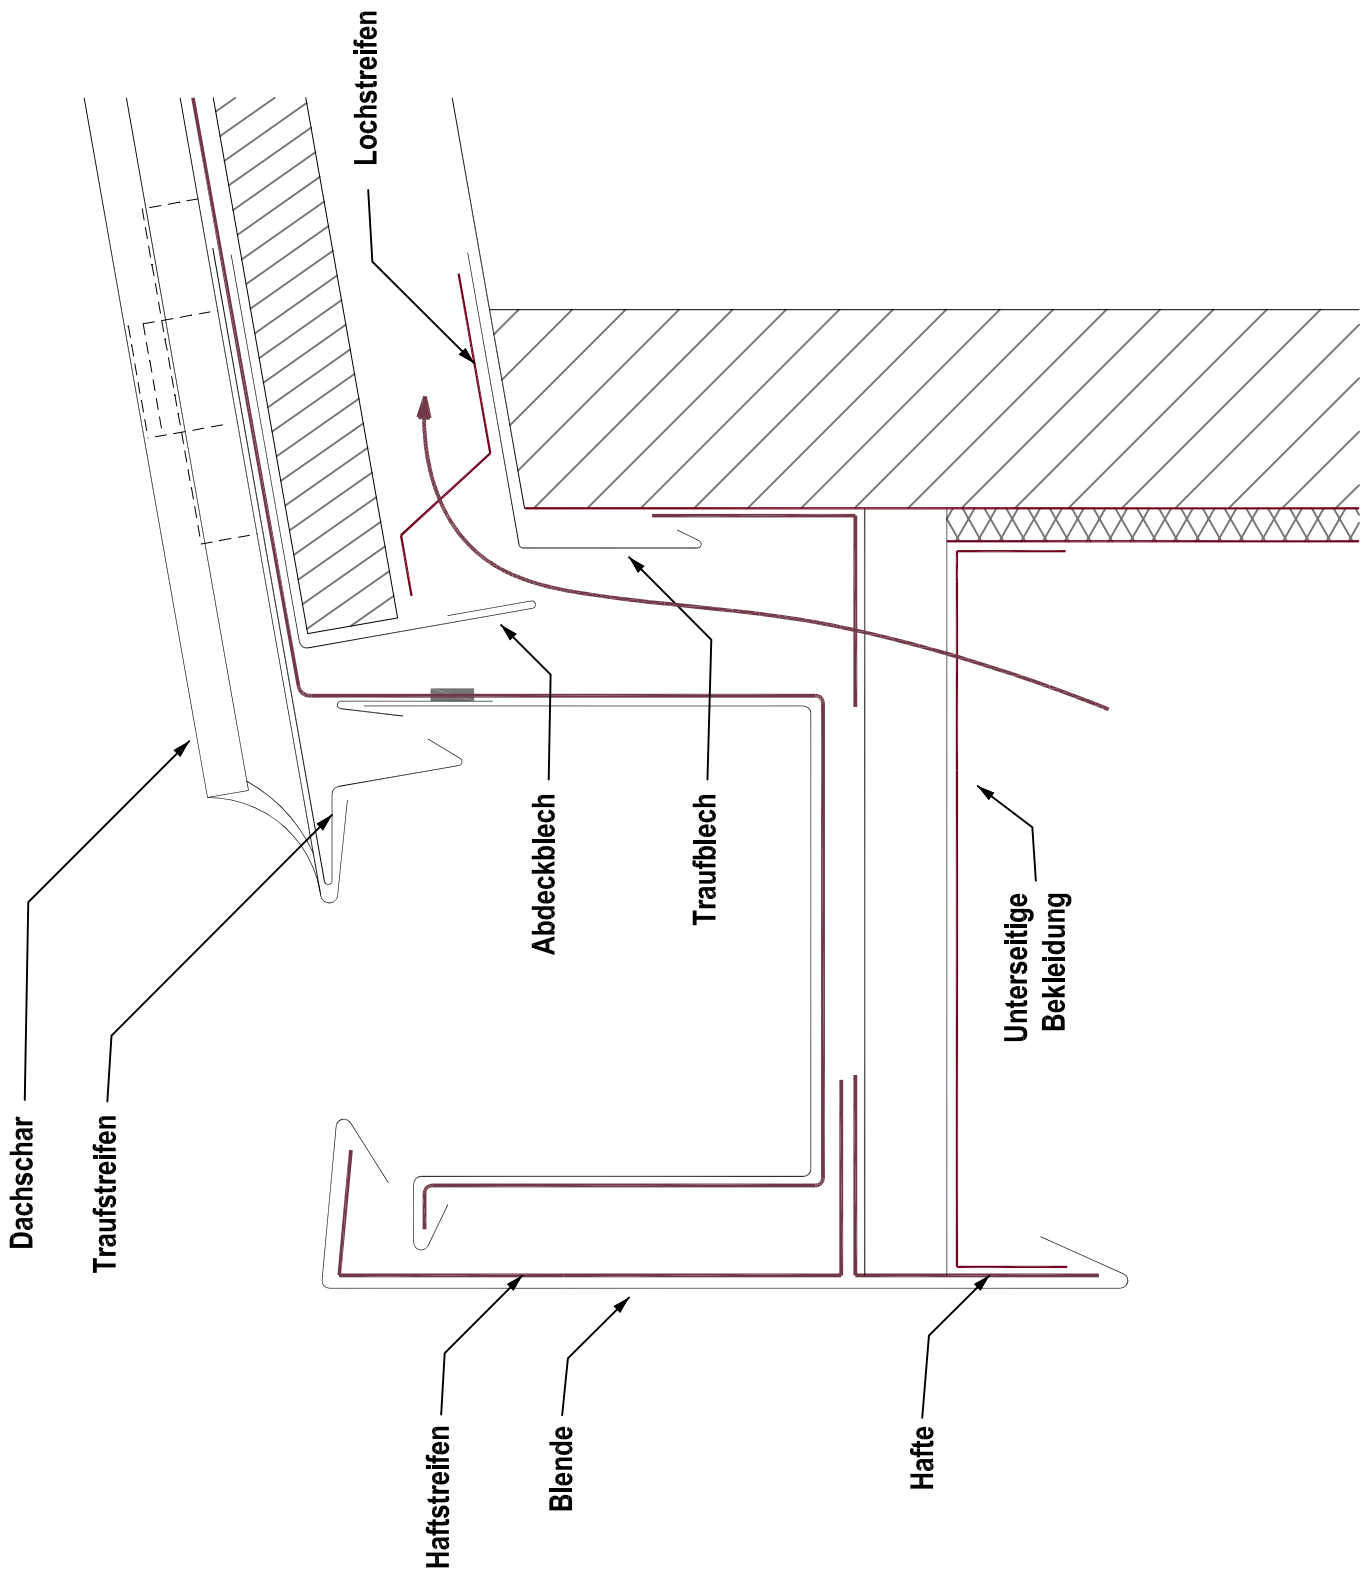 Dachschar
Traufstreifen
Lochstreifen
Abdeckblech
Traufblech
Unterseitige
Bekleidung
Haftstreifen
Blende
Hafte